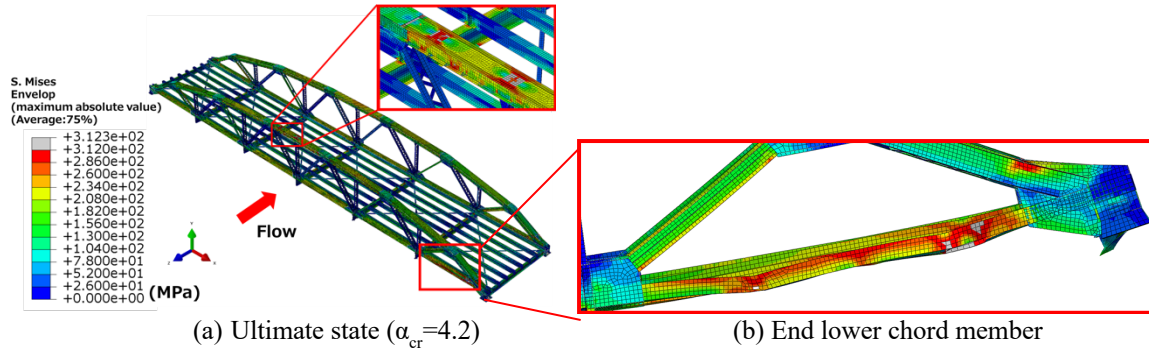 S. Mises
Envelop
(maximum absolute value)
(Average:75%)
+3.123e+02
+3.120e+02
+2.860e+02
+2.600e+02
+2.340e+02
+2.080e+02
+1.820e+02
+1.560e+02
+1.300e+02
+1.040e+02
+7.800e+01
+5.200e+01
+2.600e+01
+0.000e+00 (MPa)
Flow
(a) Ultimate state (α_cr=4.2)
(b) End lower chord member